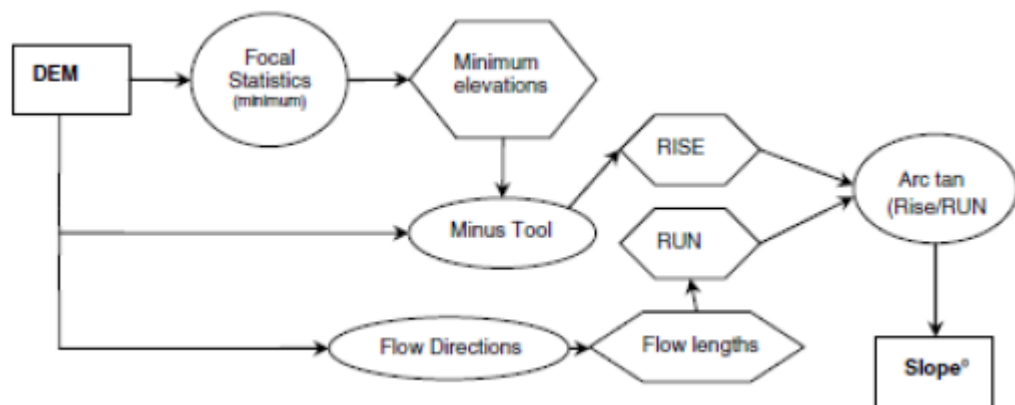 DEM
Focal
Statistics
(minimum)
Minimum
elevations
RISE
Arc tan
(Rise/RUN
Minus Tool
RUN
Flow Directions
Flow lengths
Slope°